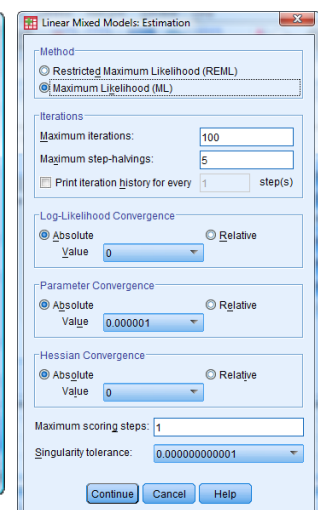 Linear Mixed Models: Estimation
Method
Restricted Maximum Likelihood (REML)
Maximum Likelihood (ML)
Iterations
Maximum iterations: 100
Maximum step-halvings: 5
Print iteration history for every 1 step(s)
Log-Likelihood Convergence
Absolute Relative
Value 0
Parameter Convergence
Absolute Relative
Value 0.000001
Hessian Convergence
Absolute Relative
Value 0
Maximum scoring steps: 1
Singularity tolerance: 0.000000000001
Continue Cancel Help